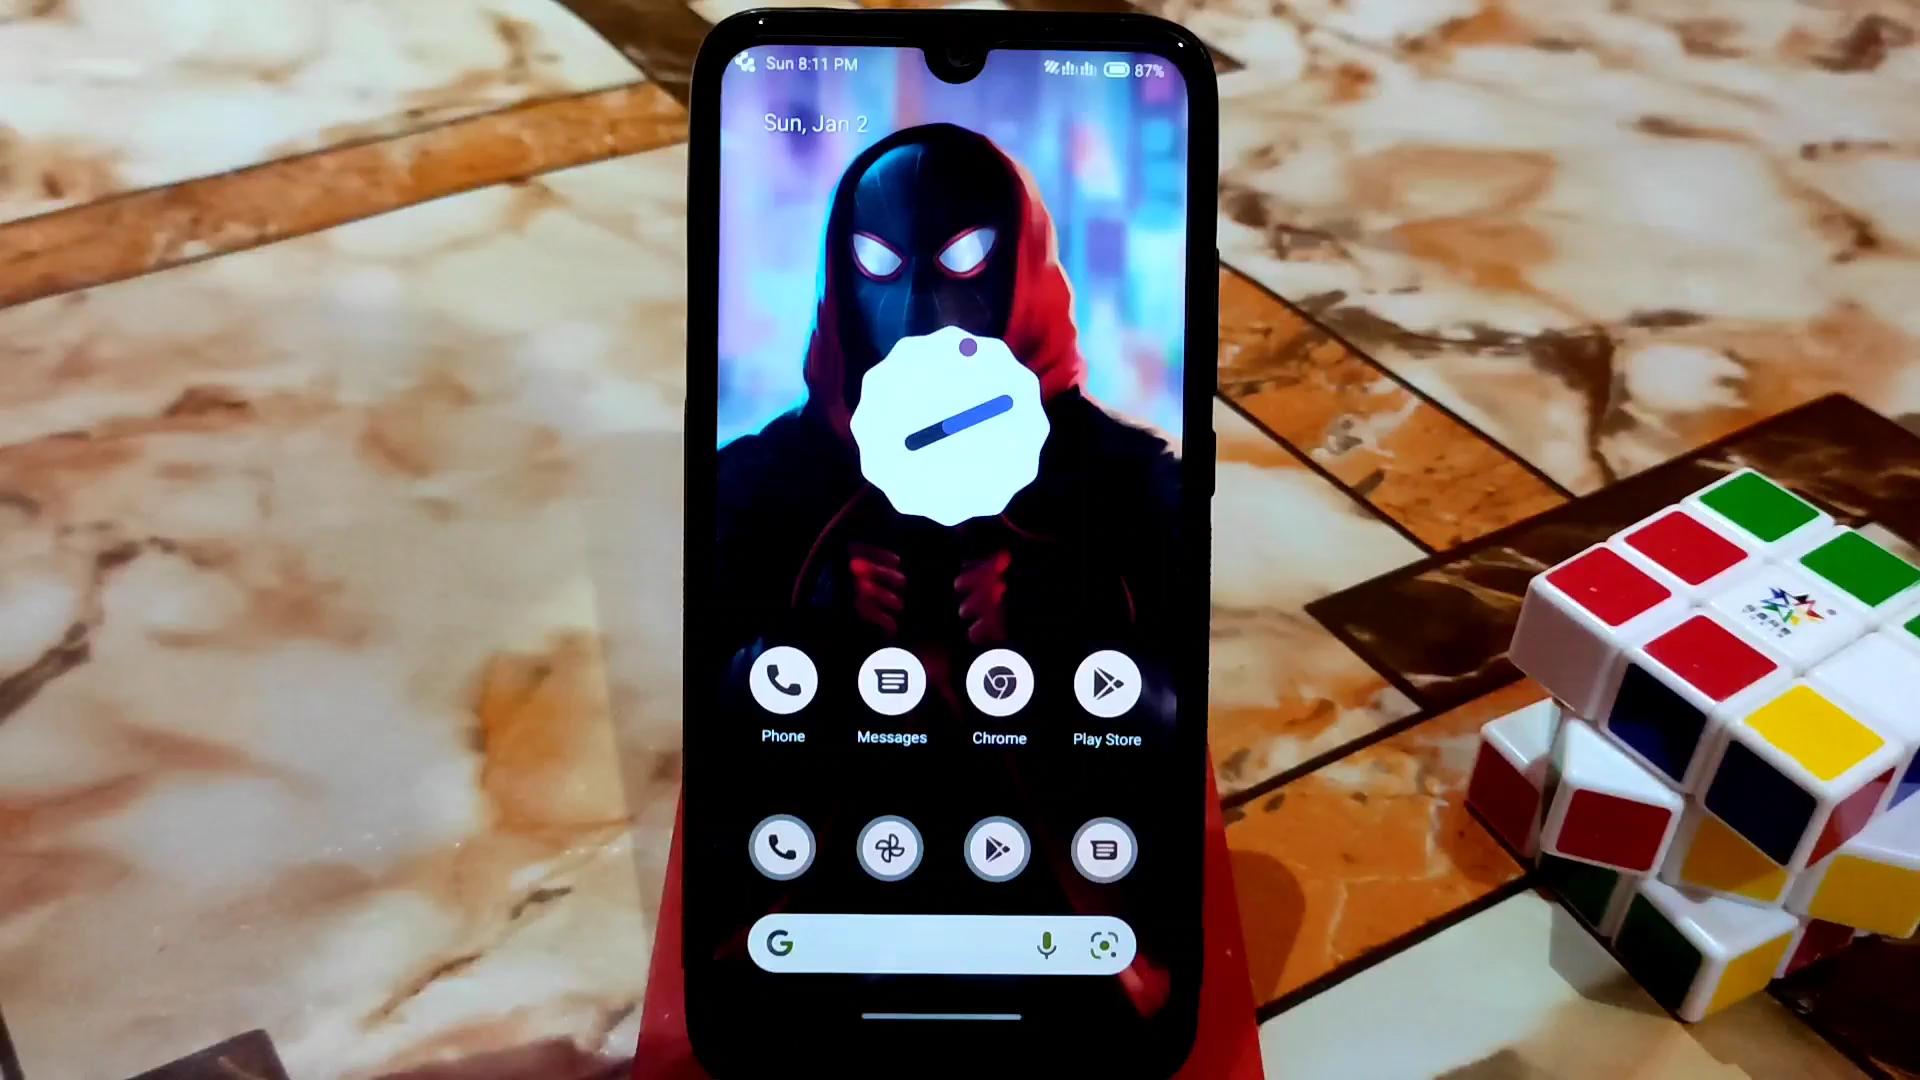 Sun 8:11 PM
87%
Sun, Jan 2
Phone
Messages
Chrome
Play Store
G